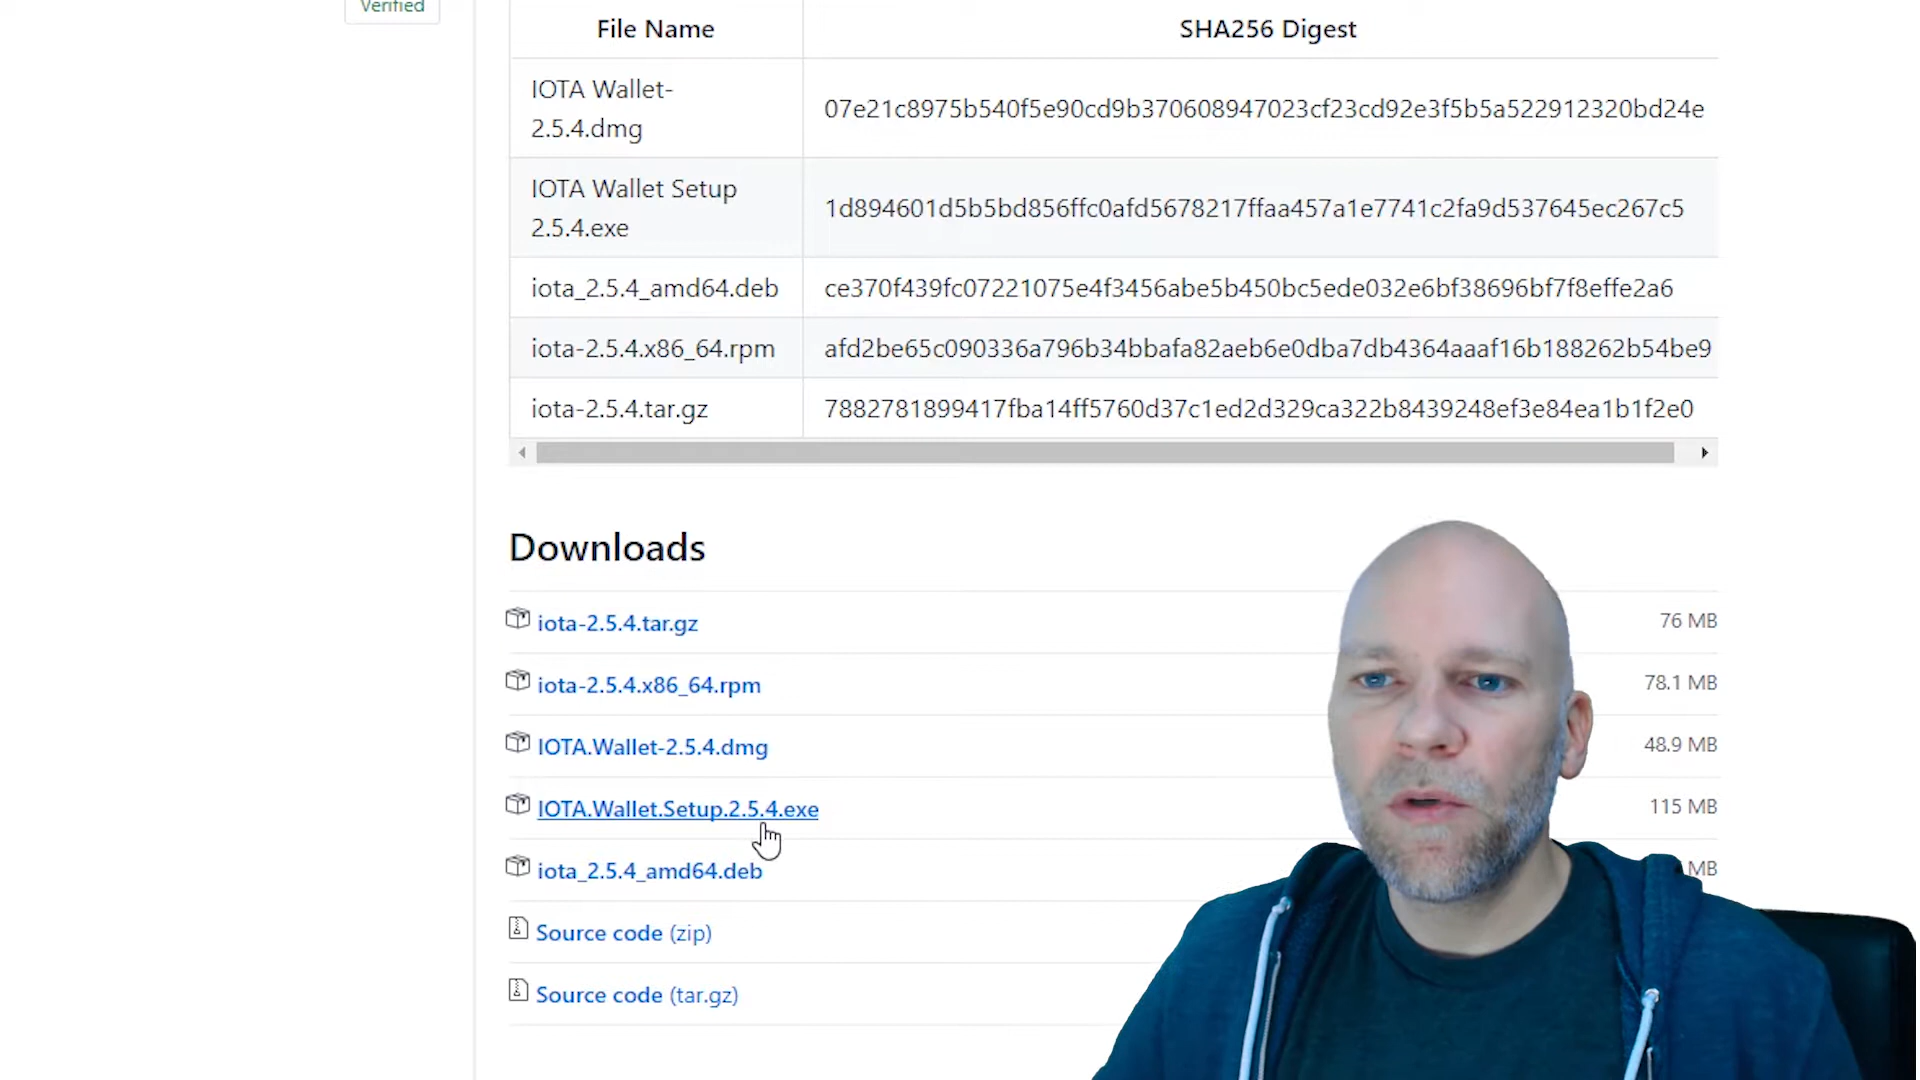 Verified
File Name SHA256 Digest
IOTA Wallet-
2.5.4.dmg
07e21c8975b540f5e90cd9b370608947023cf23cd92e3f5b5a522912320bd24e
IOTA Wallet Setup
2.5.4.exe
1d894601d5b5bd856ffc0afd5678217ffaa457a1e7741c2fa9d537645ec267c5
iota_2.5.4_amd64.deb ce370f439fc07221075e4f3456abe5b450bc5ede032e6bf38696bf7f8effe2a6
iota-2.5.4.x86_64.rpm afd2be65c090336a796b34bbafa82aeb6e0dba7db4364aaaf16b188262b54be9
iota-2.5.4.tar.gz 7882781899417fba14ff5760d37c1ed2d329ca322b8439248ef3e84ea1b1f2e0
Downloads
iota-2.5.4.tar.gz 76 MB
iota-2.5.4.x86_64.rpm 78.1 MB
IOTA.Wallet-2.5.4.dmg 48.9 MB
IOTA.Wallet.Setup.2.5.4.exe 115 MB
iota_2.5.4_amd64.deb MB
Source code (zip)
Source code (tar.gz)